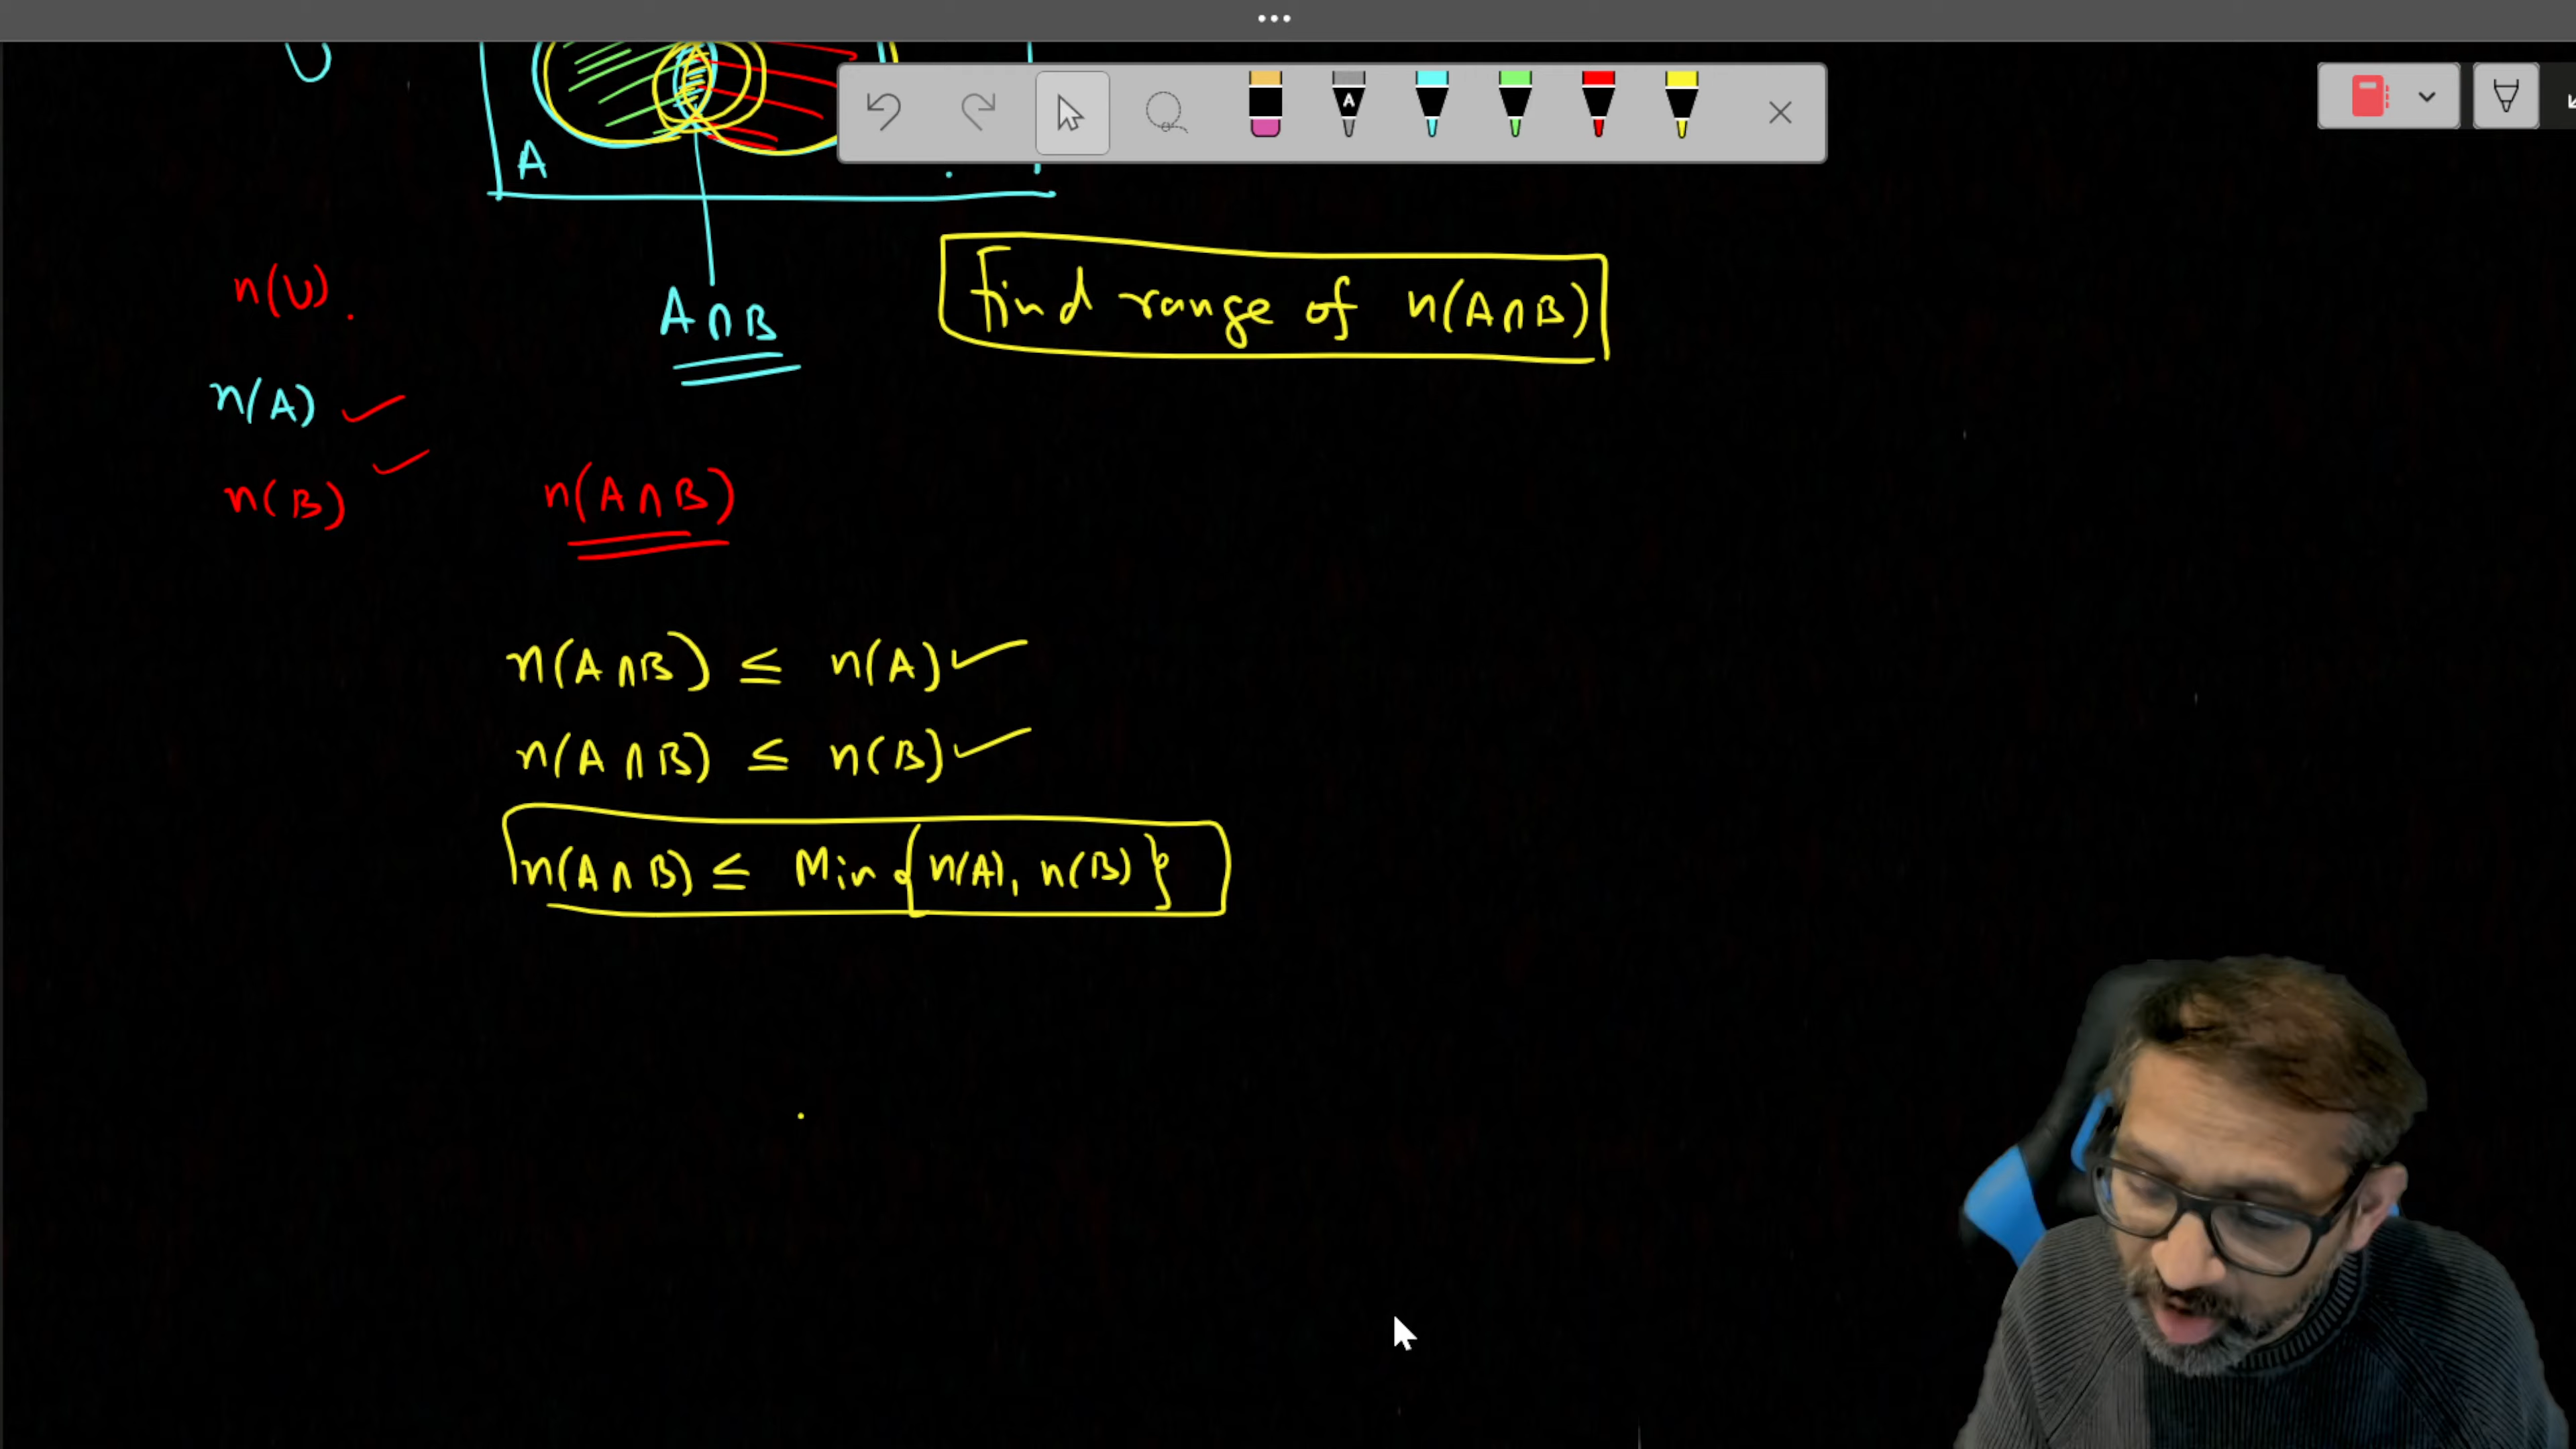 U
A
n(U).
A∩B
Find range of n(A∩B)
n(A)
n(B)
n(A∩B)
n(A∩B) ≤ n(A)
n(A∩B) ≤ n(B)
n(A∩B) ≤ Min{n(A), n(B)}